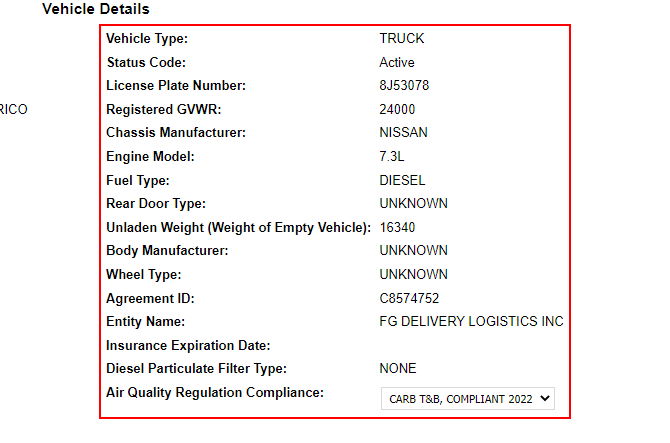 Vehicle Details
Vehicle Type: TRUCK
Status Code: Active
License Plate Number: 8J53078
RICO
Registered GVWR: 24000
Chassis Manufacturer: NISSAN
Engine Model: 7.3L
Fuel Type: DIESEL
Rear Door Type: UNKNOWN
Unladen Weight (Weight of Empty Vehicle): 16340
Body Manufacturer: UNKNOWN
Wheel Type: UNKNOWN
Agreement ID: C8574752
Entity Name: FG DELIVERY LOGISTICS INC
Insurance Expiration Date:
Diesel Particulate Filter Type: NONE
Air Quality Regulation Compliance: CARB T&B, COMPLIANT 2022